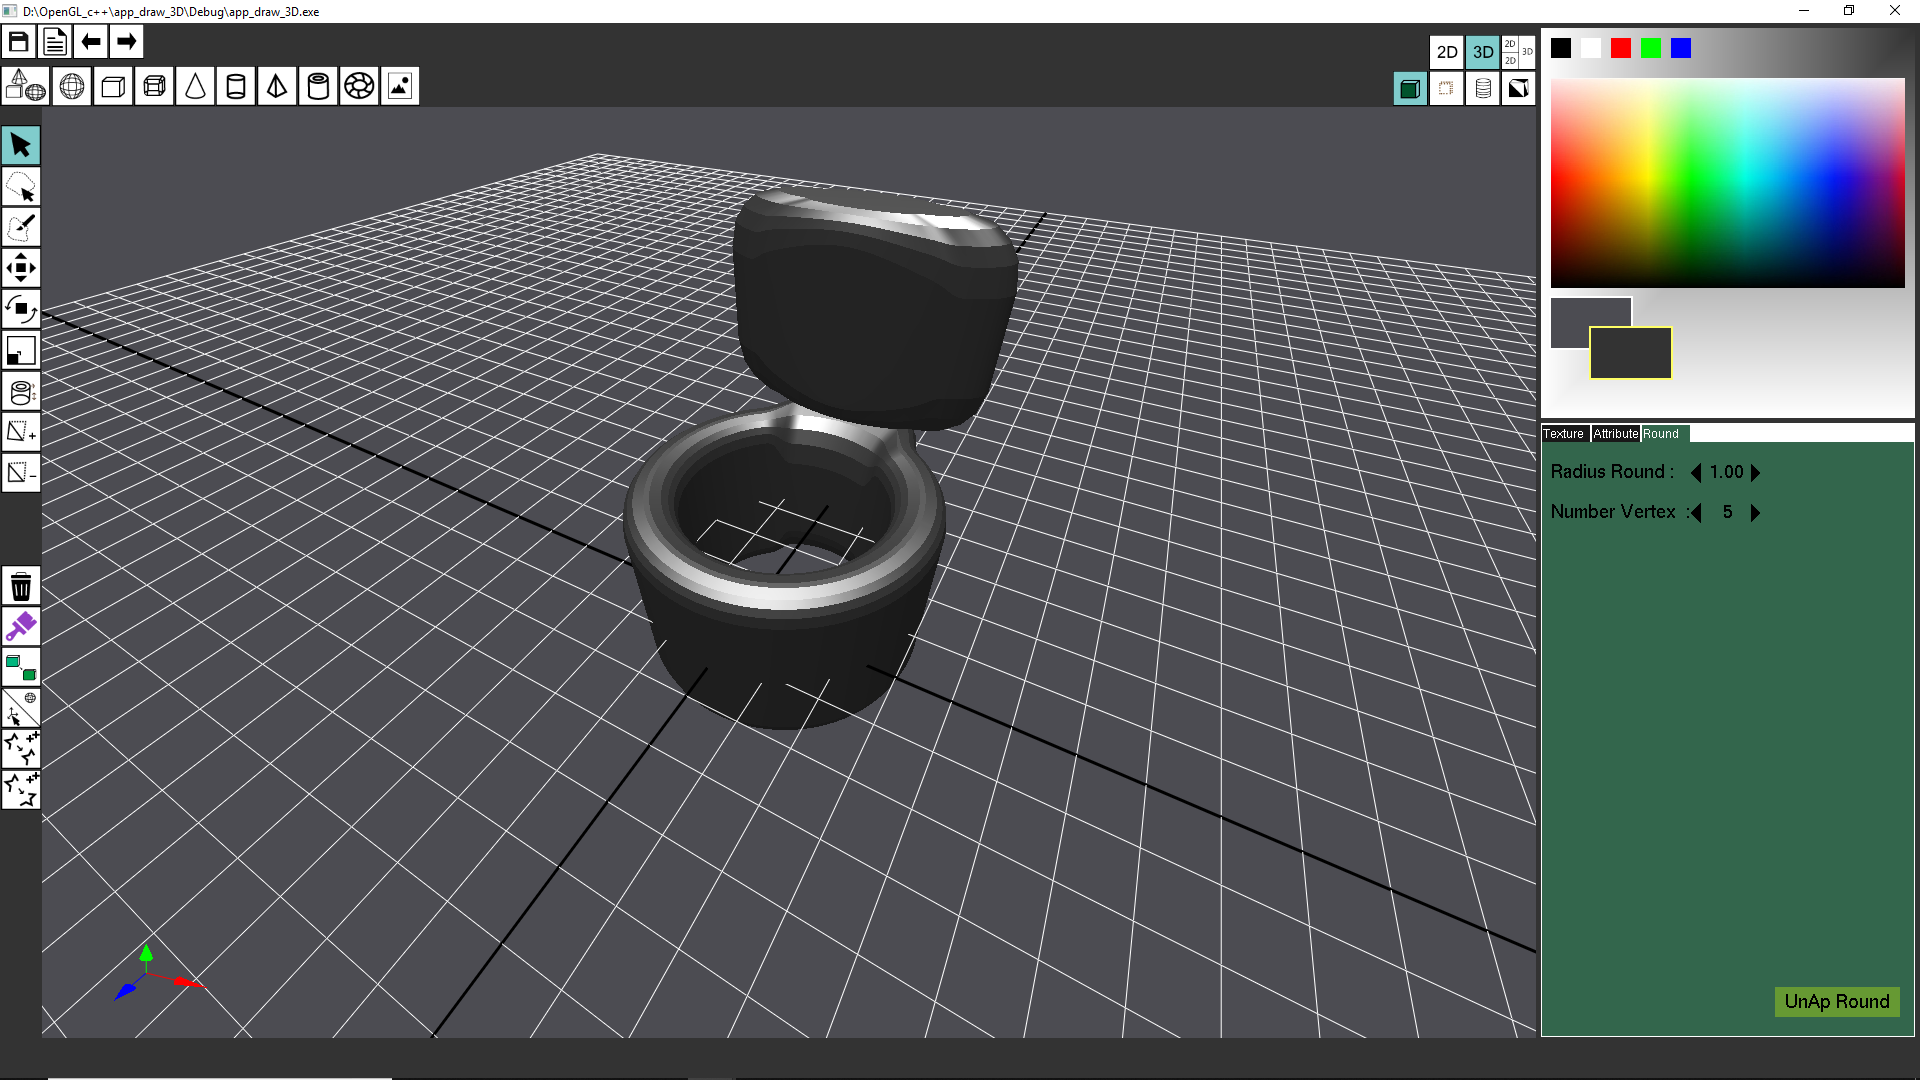 D:\OpenGL_c++\app_draw_3D\Debug\app_draw_3D.exe
2D 3D 2D 2D 3D
Texture Attribute Round
Radius Round : 1.00
Number Vertex : 5
UnAp Round